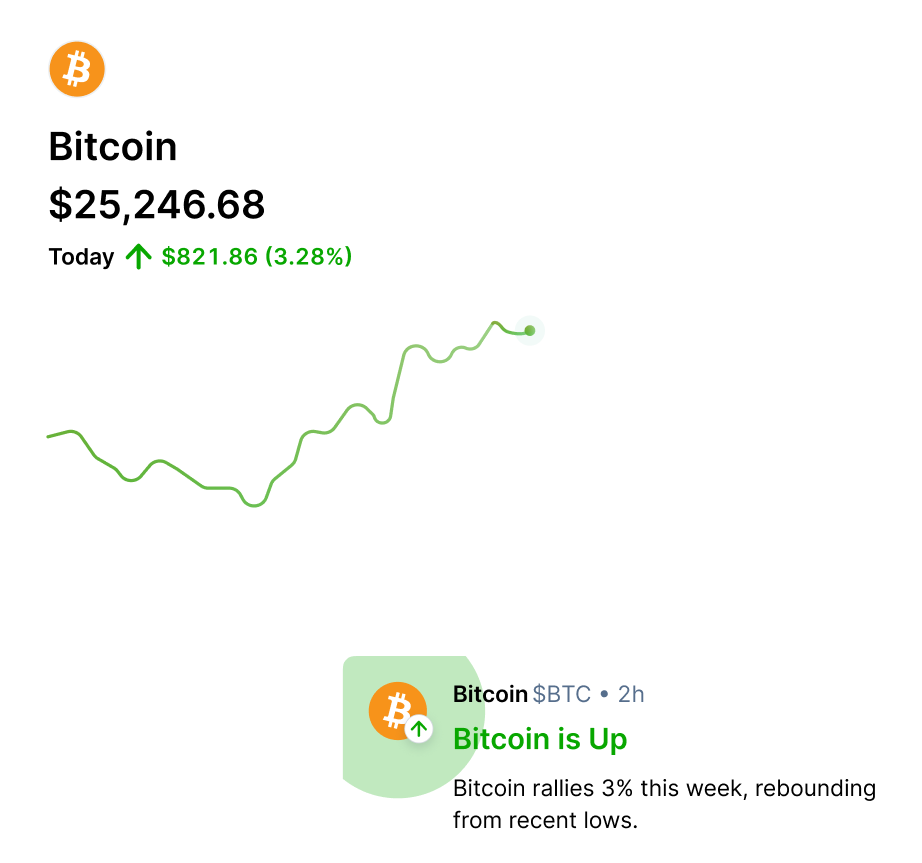 Bitcoin
$25,246.68
Today $821.86 (3.28%)
Bitcoin $BTC • 2h
Bitcoin is Up
Bitcoin rallies 3% this week, rebounding
from recent lows.